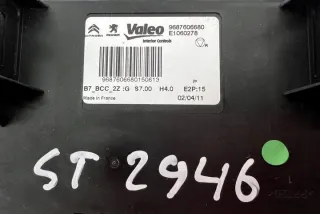 Valeo 9687606680
Interior Controls E1060278
9687606680150613
B7_BCC_2Z :G S7.00 H4.0 E2P:15
Made in France 02/04/11
ST 2946